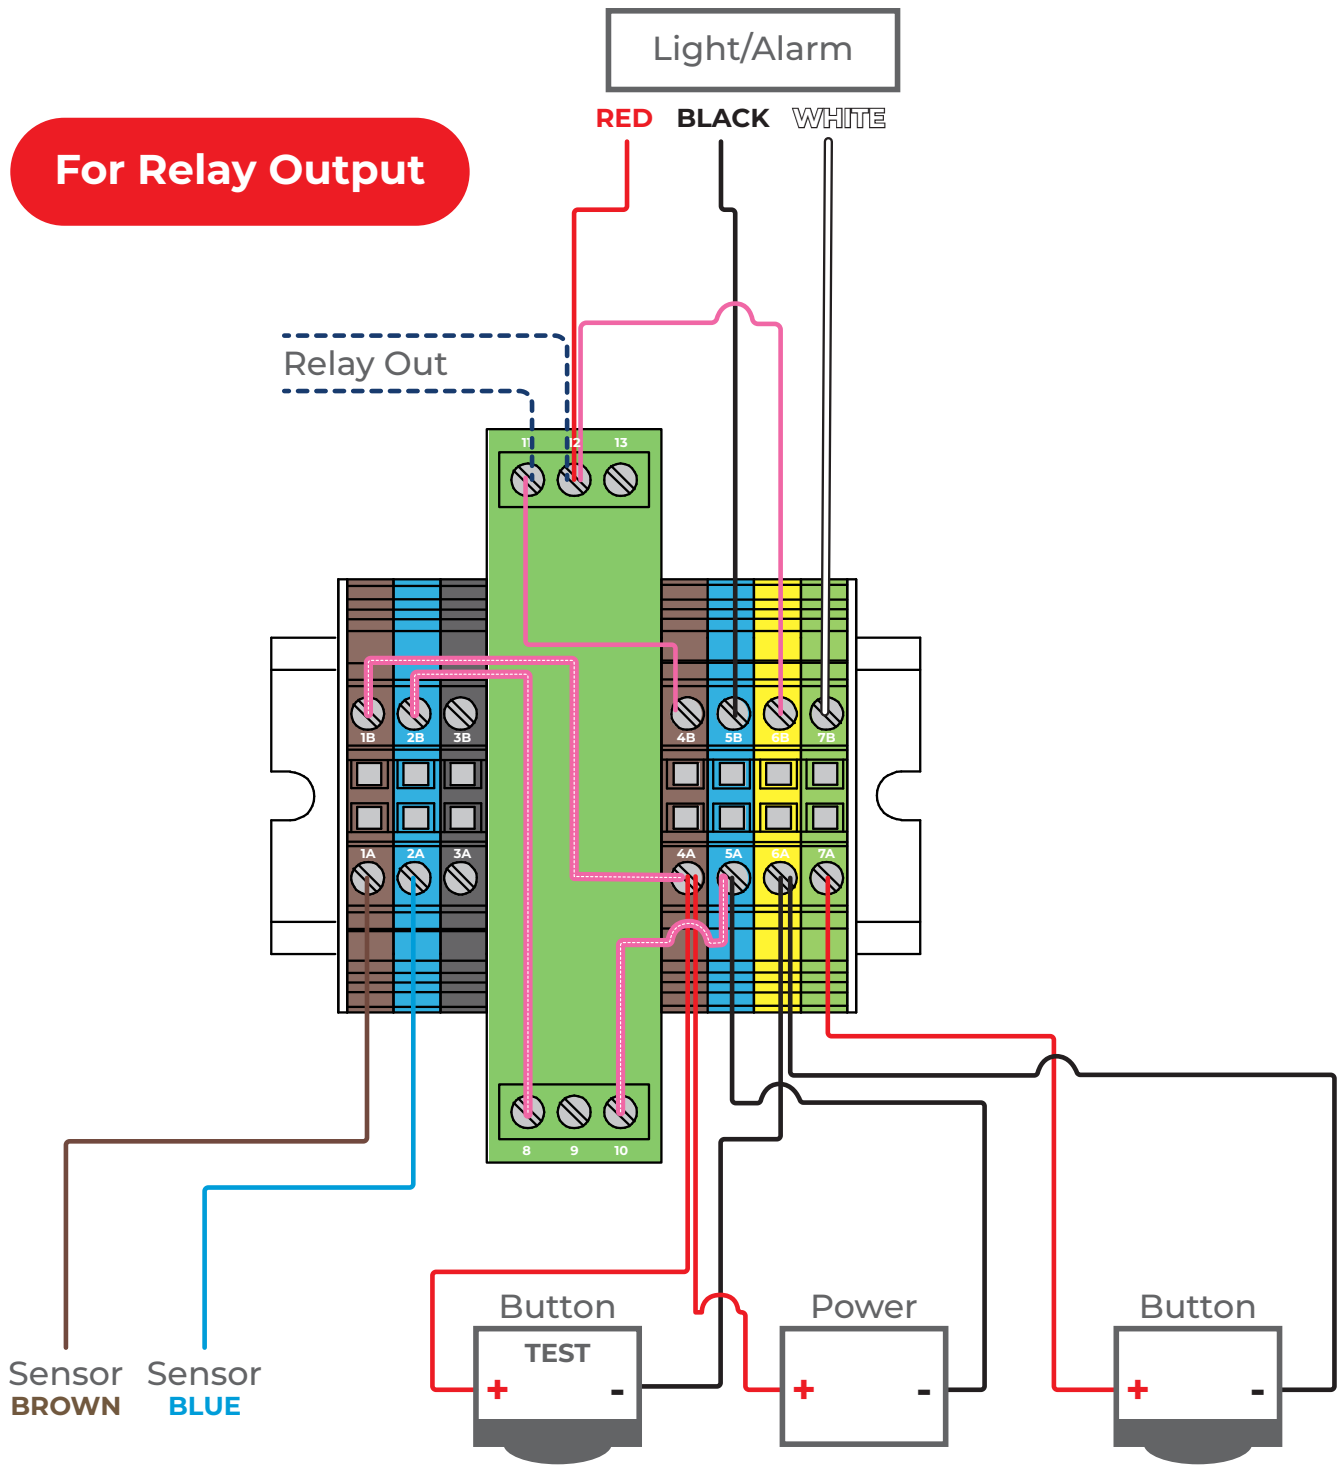 Light/Alarm
RED BLACK WHITE
For Relay Output
Relay Out
11 12 13
1B 2B 3B 4B 5B 6B 7B
1A 2A 3A 4A 5A 6A 7A
8 9 10
Button Power Button
TEST
Sensor Sensor
BROWN BLUE
+ - + - + -